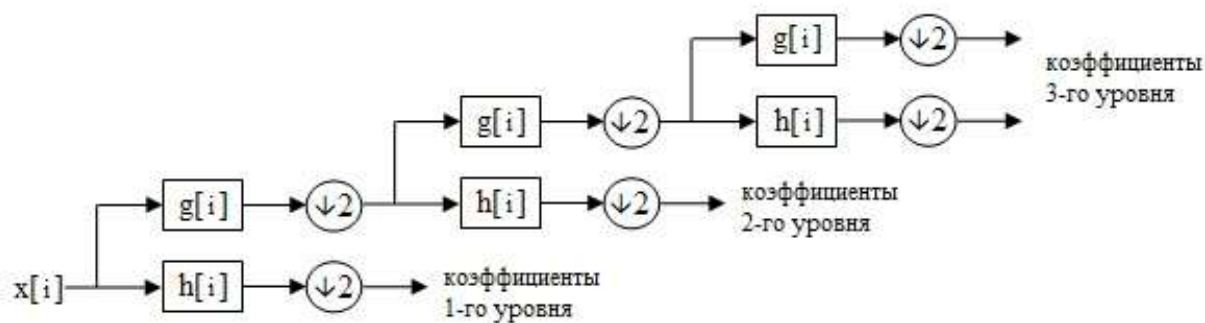 g[i] ↓2
коэффициенты
3-го уровня
g[i] ↓2 h[i] ↓2
g[i] ↓2 h[i] ↓2 коэффициенты
2-го уровня
x[i] h[i] ↓2 коэффициенты
1-го уровня